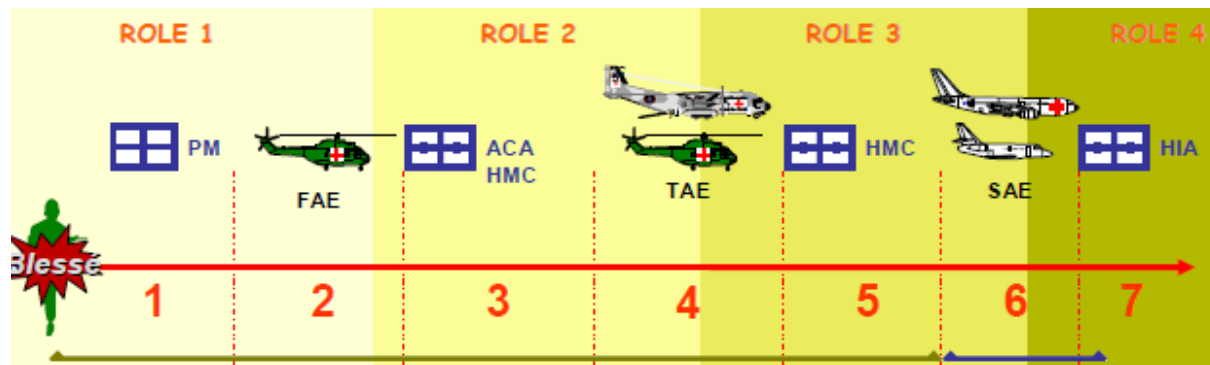 ROLE 1
ROLE 2
ROLE 3
ROLE 4
PM
FAE
ACA
HMC
TAE
HMC
SAE
HIA
Blessé
1
2
3
4
5
6
7